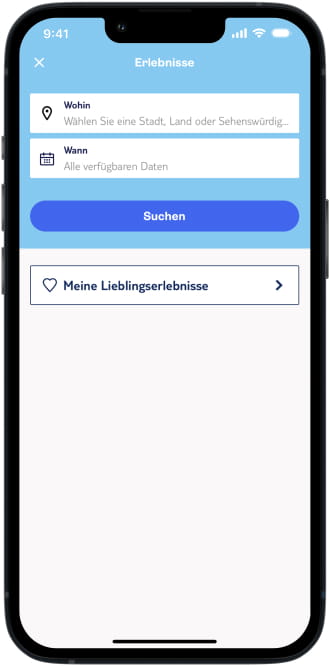 9:41
Erlebnisse
Wohin
Wählen Sie eine Stadt, Land oder Sehenswürdig...
Wann
Alle verfügbaren Daten
Suchen
Meine Lieblingserlebnisse